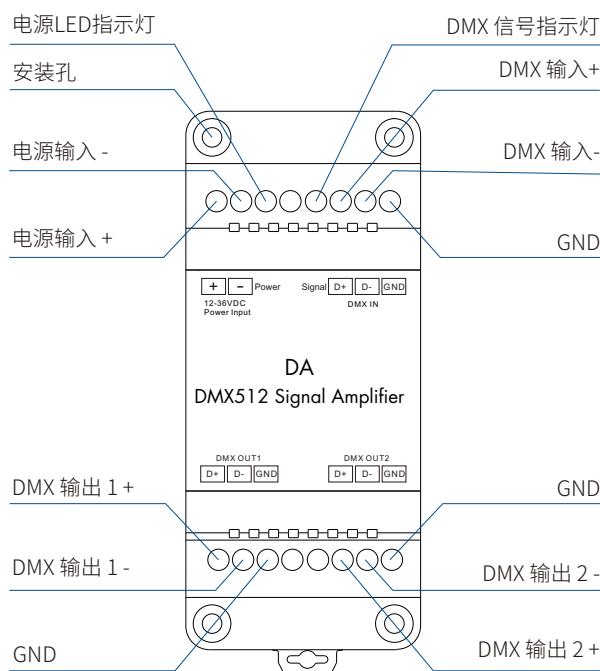 电源LED指示灯
DMX 信号指示灯
安装孔
DMX 输入+
电源输入 -
DMX 输入-
电源输入 +
GND
+ - Power
Signal D+ D- GND
12-36VDC
Power Input
DMX IN
DA
DMX512 Signal Amplifier
DMX OUT1
DMX OUT2
D+ D- GND
D+ D- GND
DMX 输出 1 +
GND
DMX 输出 1 -
DMX 输出 2 -
GND
DMX 输出 2 +